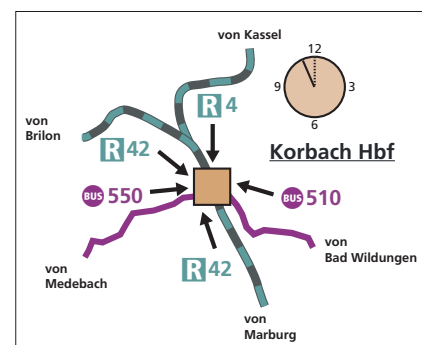 von Kassel
12
9
3
6
R 4
von
Brilon
R 42
Korbach Hbf
BUS 550
BUS 510
R 42
von
Medebach
von
Bad Wildungen
von
Marburg